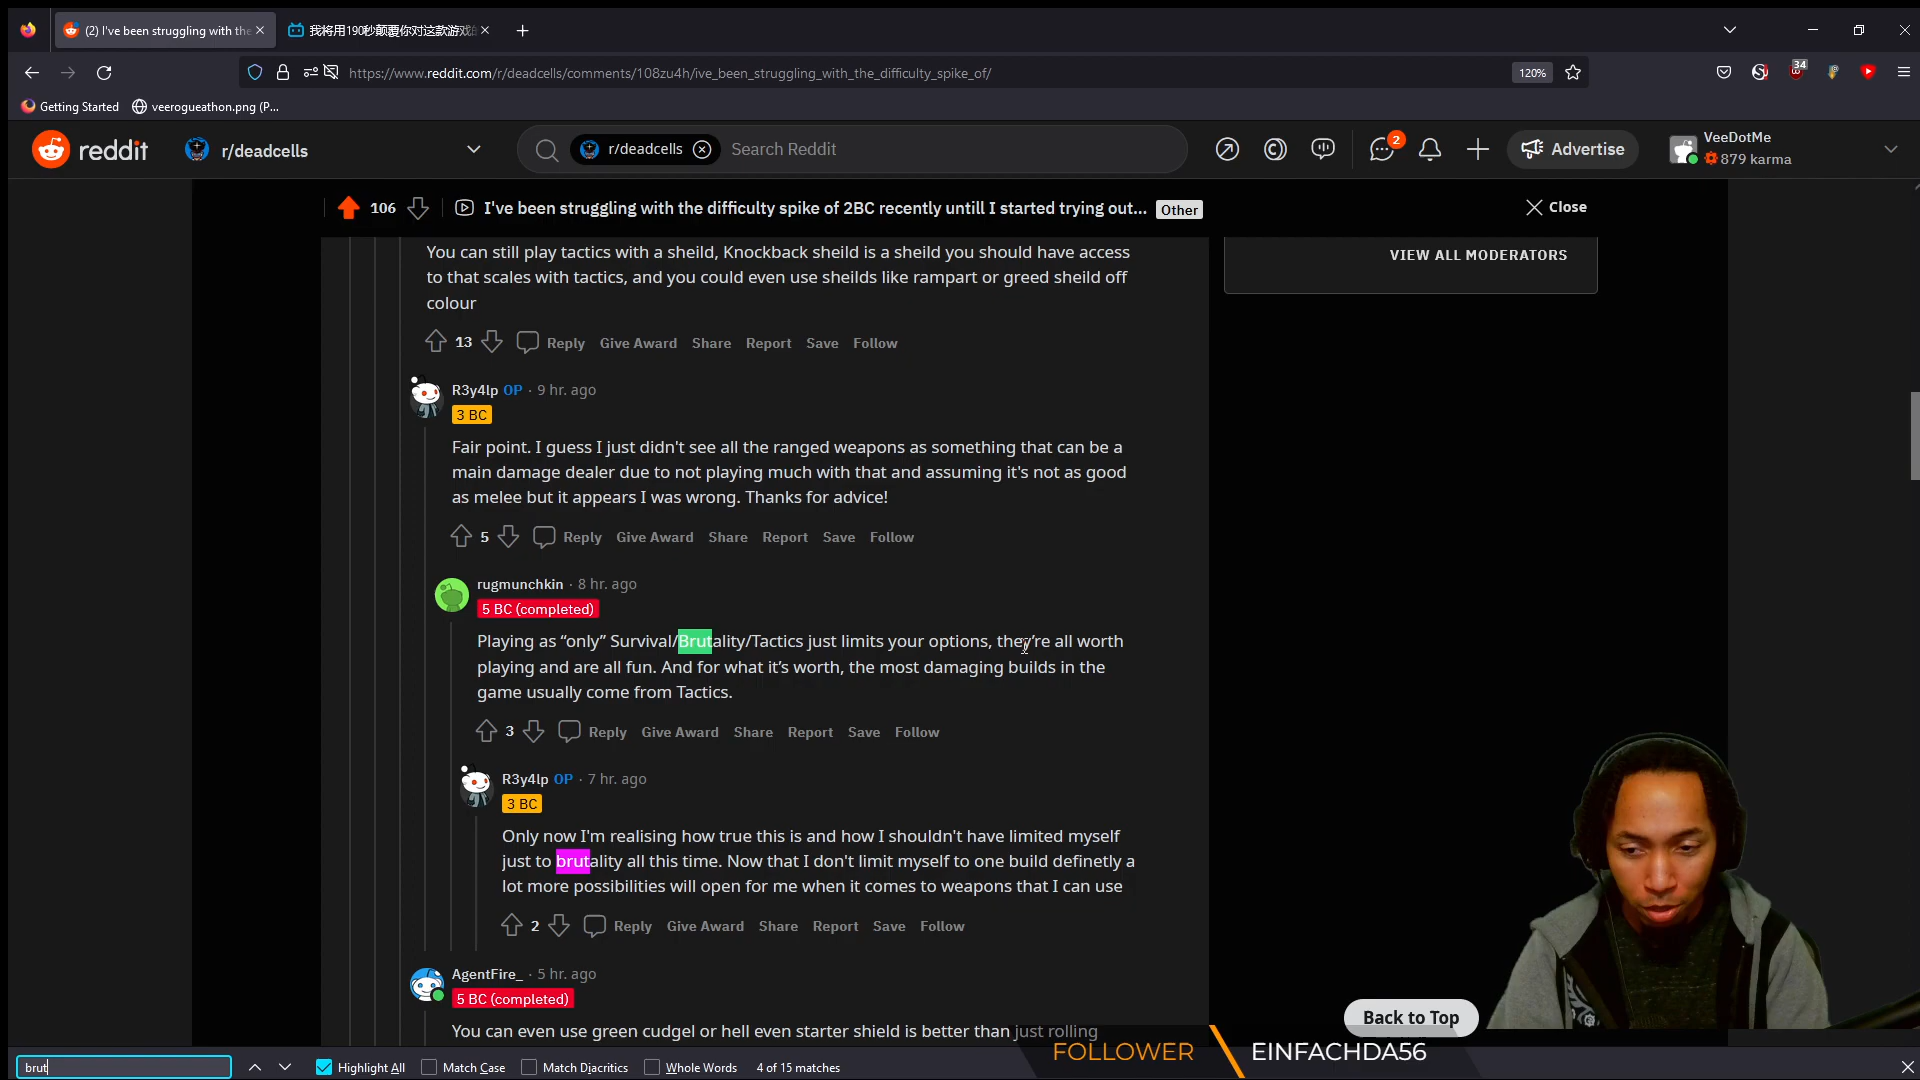 (2) I've been struggling with the
我将用190秒颠覆你对这款游戏的
https://www.reddit.com/r/deadcells/comments/108zu4h/ive_been_struggling_with_the_difficulty_spike_of/
120%
34
Getting Started
veerogueathon.png (P...
reddit
r/deadcells
r/deadcells
Search Reddit
2
Advertise
VeeDotMe
879 karma
106
I've been struggling with the difficulty spike of 2BC recently untill I started trying out...
Other
Close
You can still play tactics with a sheild, Knockback sheild is a sheild you should have access
to that scales with tactics, and you could even use sheilds like rampart or greed sheild off
colour
VIEW ALL MODERATORS
13 Reply Give Award Share Report Save Follow
R3y4lp OP · 9 hr. ago
3 BC
Fair point. I guess I just didn't see all the ranged weapons as something that can be a
main damage dealer due to not playing much with that and assuming it's not as good
as melee but it appears I was wrong. Thanks for advice!
5 Reply Give Award Share Report Save Follow
rugmunchkin · 8 hr. ago
5 BC (completed)
Playing as “only” Survival/Brutality/Tactics just limits your options, they’re all worth
playing and are all fun. And for what it’s worth, the most damaging builds in the
game usually come from Tactics.
3 Reply Give Award Share Report Save Follow
R3y4lp OP · 7 hr. ago
3 BC
Only now I'm realising how true this is and how I shouldn't have limited myself
just to brutality all this time. Now that I don't limit myself to one build definetly a
lot more possibilities will open for me when it comes to weapons that I can use
2 Reply Give Award Share Report Save Follow
AgentFire_ · 5 hr. ago
5 BC (completed)
You can even use green cudgel or hell even starter shield is better than just rolling
Back to Top
FOLLOWER
EINFACHDA56
brut
Highlight All
Match Case
Match Diacritics
Whole Words
4 of 15 matches